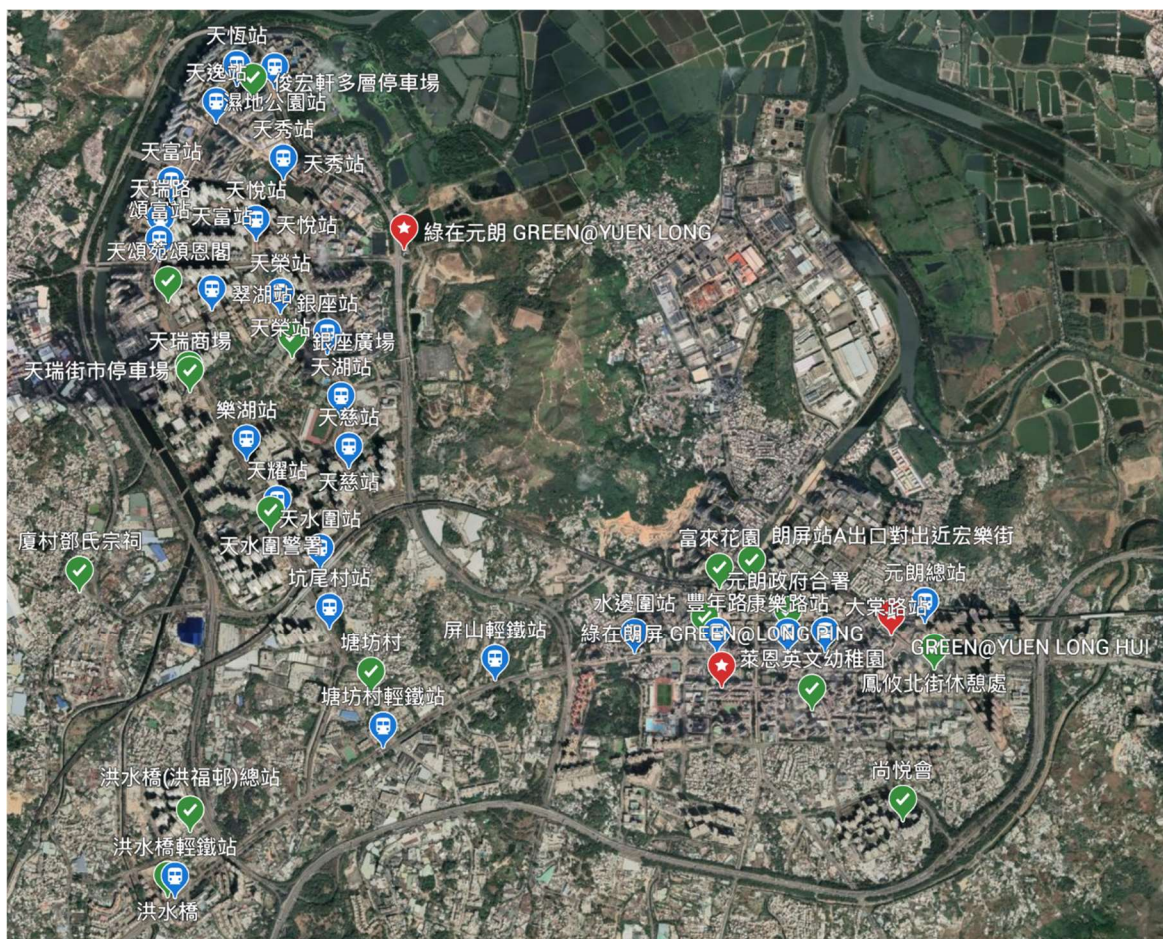 天恆站
天逸站
俊宏軒多層停車場
濕地公園站
天秀站
天富站
天秀站
天瑞路
天悅站
頌富站
天富站
天悅站
綠在元朗 GREEN@YUEN LONG
天頌苑頌恩閣
天榮站
翠湖站
銀座站
天榮站
天瑞商場
銀座廣場
天瑞街市停車場
天湖站
樂湖站
天慈站
天耀站
天慈站
天水圍站
廈村鄧氏宗祠
天水圍警署
富來花園
朗屏站A出口對出近宏樂街
坑尾村站
元朗政府合署
元朗總站
水邊圍站
豐年路
康樂路站
大棠路站
塘坊村
屏山輕鐵站
綠在朗屏 GREEN@LONG PING
GREEN@YUEN LONG HUI
萊恩英文幼稚園
塘坊村輕鐵站
鳳攸北街休憩處
洪水橋(洪福邨)總站
尚悅會
洪水橋輕鐵站
洪水橋